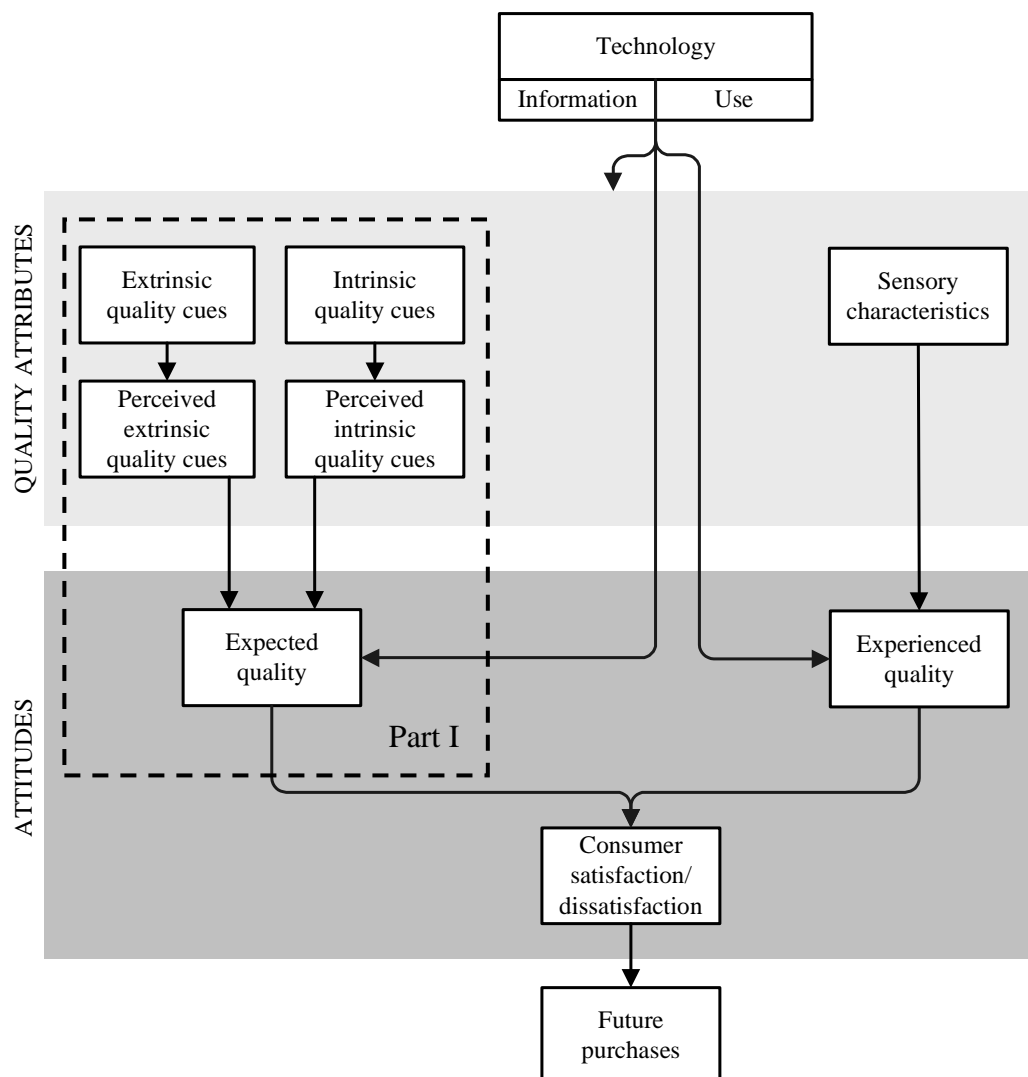 Technology
Information
Use
QUALITY ATTRIBUTES
Extrinsic
quality cues
Intrinsic
quality cues
Sensory
characteristics
Perceived
extrinsic
quality cues
Perceived
intrinsic
quality cues
ATTITUDES
Expected
quality
Experienced
quality
Part I
Consumer
satisfaction/
dissatisfaction
Future
purchases